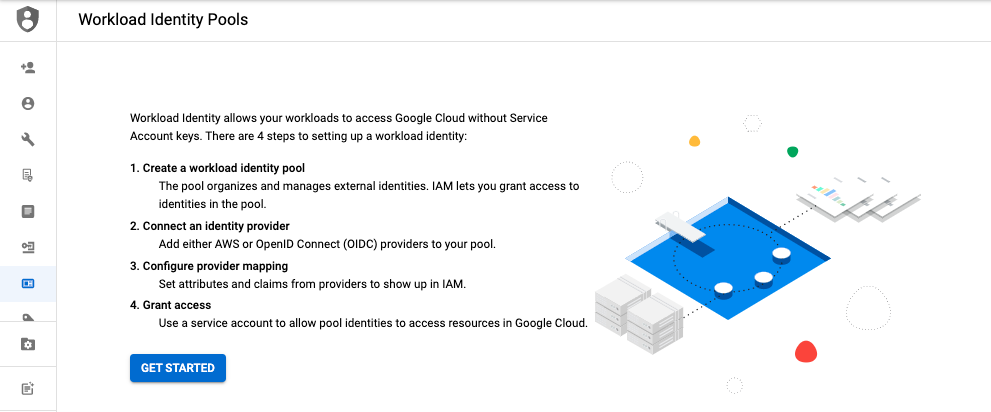 Workload Identity Pools
Workload Identity allows your workloads to access Google Cloud without Service
Account keys. There are 4 steps to setting up a workload identity:
1. Create a workload identity pool
The pool organizes and manages external identities. IAM lets you grant access to
identities in the pool.
2. Connect an identity provider
Add either AWS or OpenID Connect (OIDC) providers to your pool.
3. Configure provider mapping
Set attributes and claims from providers to show up in IAM.
4. Grant access
Use a service account to allow pool identities to access resources in Google Cloud.
GET STARTED